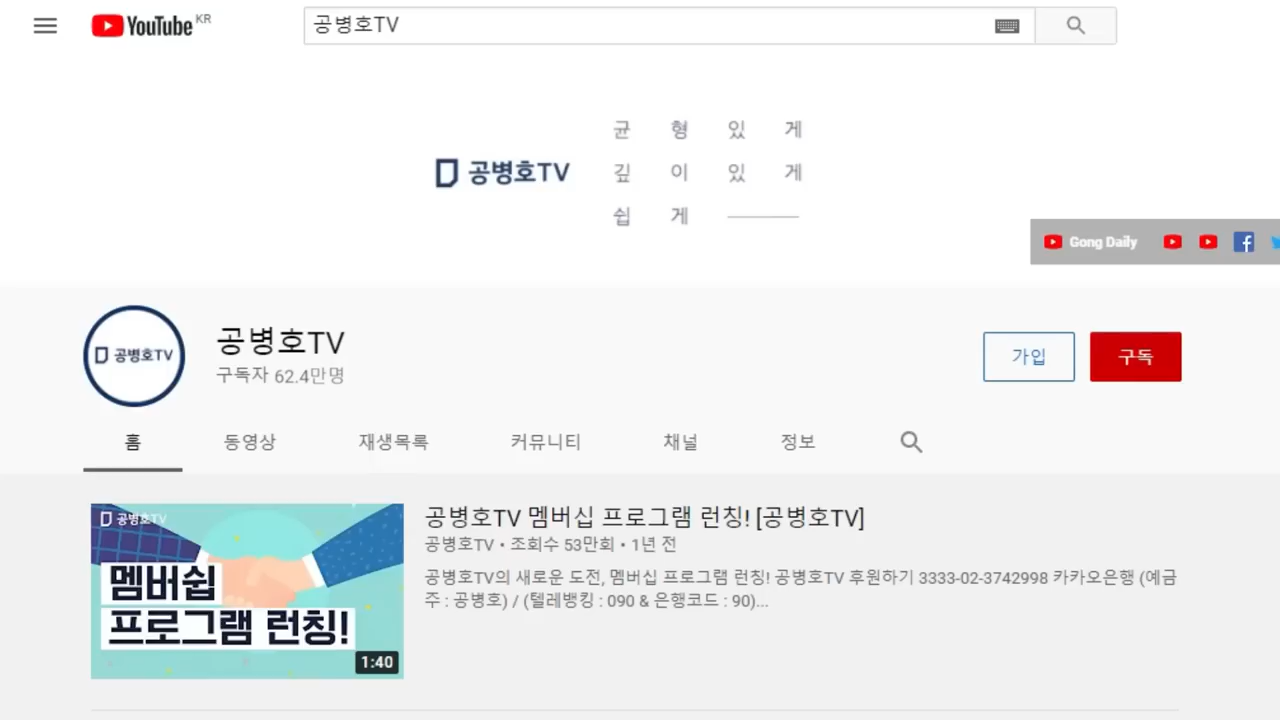 YouTube KR
공병호TV
균 형 있 게
공병호TV 깊 이 있 게
쉽 게
Gong Daily
공병호TV
공병호TV
구독자 62.4만명
가입
구독
홈 동영상 재생목록 커뮤니티 채널 정보
공병호TV
멤버쉽
프로그램 런칭!
1:40
공병호TV 멤버십 프로그램 런칭! [공병호TV]
공병호TV • 조회수 53만회 • 1년 전
공병호TV의 새로운 도전, 멤버십 프로그램 런칭! 공병호TV 후원하기 3333-02-3742998 카카오은행 (예금
주 : 공병호) / (텔레뱅킹 : 090 & 은행코드 : 90)...